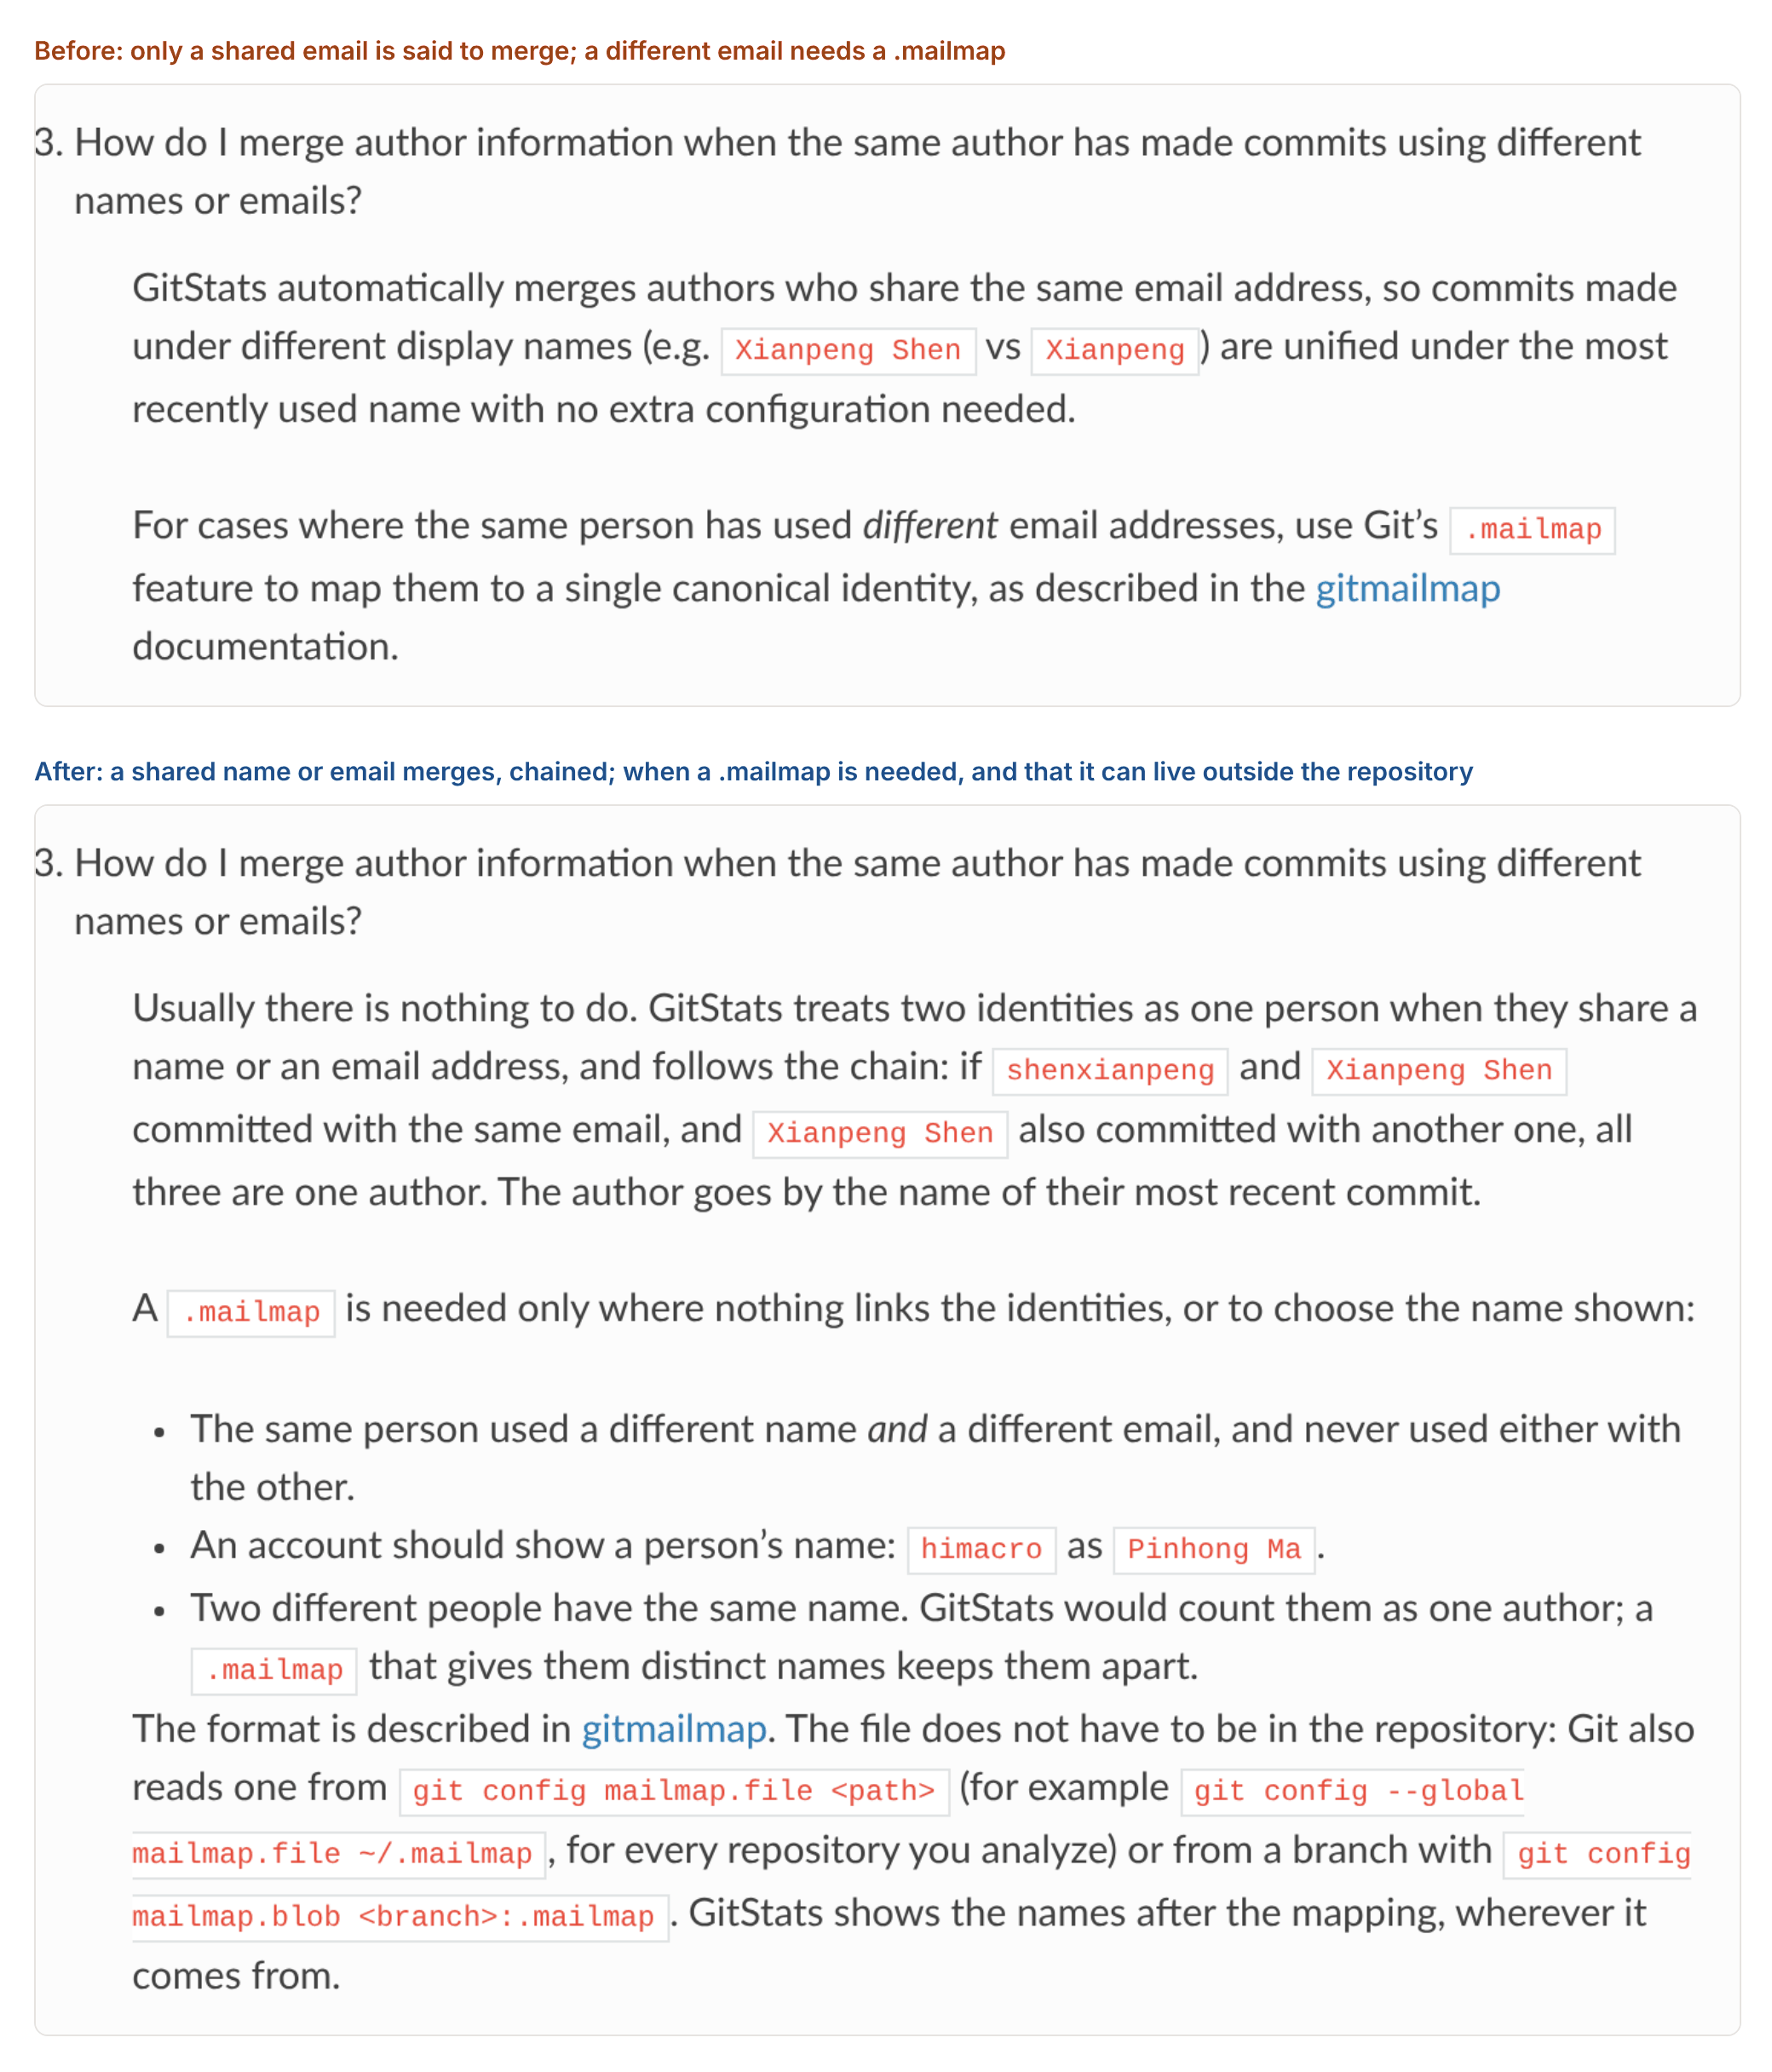 Before: only a shared email is said to merge; a different email needs a .mailmap
3. How do I merge author information when the same author has made commits using different
names or emails?
GitStats automatically merges authors who share the same email address, so commits made
under different display names (e.g. Xianpeng Shen vs Xianpeng) are unified under the most
recently used name with no extra configuration needed.
For cases where the same person has used different email addresses, use Git’s .mailmap
feature to map them to a single canonical identity, as described in the gitmailmap
documentation.
After: a shared name or email merges, chained; when a .mailmap is needed, and that it can live outside the repository
3. How do I merge author information when the same author has made commits using different
names or emails?
Usually there is nothing to do. GitStats treats two identities as one person when they share a
name or an email address, and follows the chain: if shenxianpeng and Xianpeng Shen
committed with the same email, and Xianpeng Shen also committed with another one, all
three are one author. The author goes by the name of their most recent commit.
A .mailmap is needed only where nothing links the identities, or to choose the name shown:
• The same person used a different name and a different email, and never used either with
the other.
• An account should show a person’s name: himacro as Pinhong Ma.
• Two different people have the same name. GitStats would count them as one author; a
.mailmap that gives them distinct names keeps them apart.
The format is described in gitmailmap. The file does not have to be in the repository: Git also
reads one from git config mailmap.file <path> (for example git config --global
mailmap.file ~/.mailmap, for every repository you analyze) or from a branch with git config
mailmap.blob <branch>:.mailmap. GitStats shows the names after the mapping, wherever it
comes from.